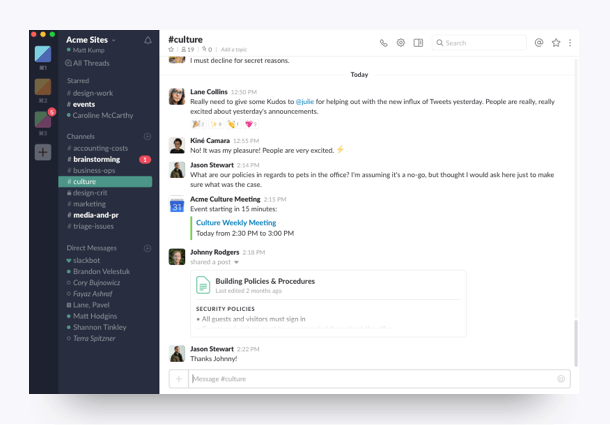 Acme Sites
Matt Kump
All Threads
Starred
# design-work
# events
Caroline McCarthy
Channels
# accounting-costs
# brainstorming 1
# business-ops
# culture
design-crit
# marketing
# media-and-pr
# triage-issues
Direct Messages
slackbot
Brandon Velestuk
Cory Bujnowicz
Fayaz Ashraf
Lane, Pavel
Matt Hodgins
Shannon Tinkley
Terra Spitzner
⌘1
⌘2
5
⌘3
#culture
19 | 0 | Add a topic
Search
I must decline for secret reasons.
Today
Lane Collins 12:50 PM
Really need to give some Kudos to @julie for helping out with the new influx of Tweets yesterday. People are really, really
excited about yesterday's announcements.
Kiné Camara 12:55 PM
No! It was my pleasure! People are very excited.
Jason Stewart 2:14 PM
What are our policies in regards to pets in the office? I'm assuming it's a no-go, but thought I would ask here just to make
sure what was the case.
31
Acme Culture Meeting 2:15 PM
Event starting in 15 minutes:
Culture Weekly Meeting
Today from 2:30 PM to 3:00 PM
Johnny Rodgers 2:18 PM
shared a post
Building Policies & Procedures
Last edited 2 months ago
SECURITY POLICIES
• All guests and visitors must sign in
Jason Stewart 2:22 PM
Thanks Johnny!
Message #culture